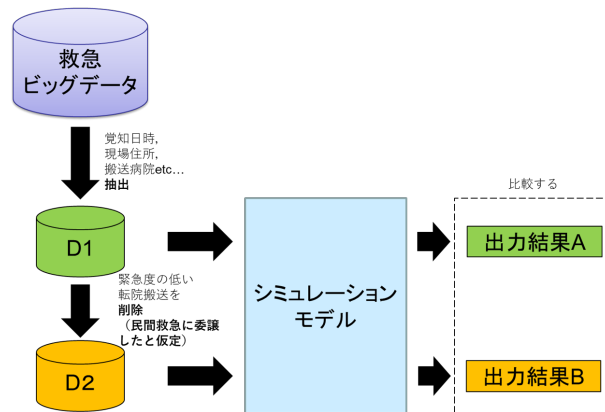 救急
ビッグデータ
覚知日時,
現場住所,
搬送病院etc…
抽出
比較する
D1
出力結果A
緊急度の低い
転院搬送を
削除
（民間救急に委譲
したと仮定）
シミュレーション
モデル
D2
出力結果B